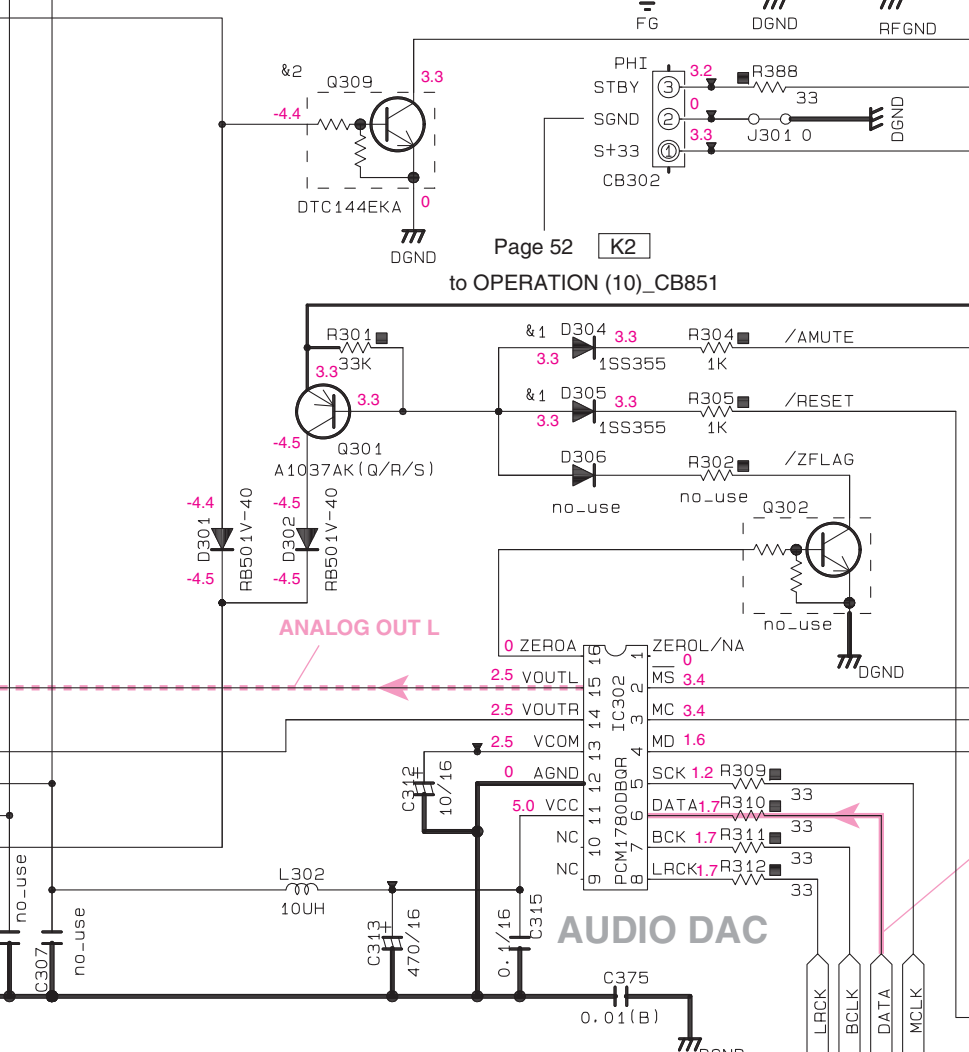 FG
DGND
RFGND
&2
Q309
3.3
-4.4
DTC144EKA
0
DGND
PHI
STBY
3
3.2
R388
33
SGND
2
0
J301 0
DGND
S+33
1
3.3
CB302
Page 52
K2
to OPERATION (10)_CB851
R301
33K
3.3
3.3
-4.5
Q301
A1037AK(Q/R/S)
&1
D304
3.3
3.3
1SS355
R304
1K
/AMUTE
&1
D305
3.3
3.3
1SS355
R305
1K
/RESET
D306
no_use
R302
no_use
/ZFLAG
Q302
no_use
DGND
-4.4
D301
RB501V-40
-4.5
-4.5
D302
RB501V-40
-4.5
ANALOG OUT L
0 ZEROA 16
1 ZEROL/NA
0
2.5 VOUTL 15
2 MS 3.4
2.5 VOUTR 14
3 MC 3.4
2.5 VCOM 13
4 MD 1.6
0 AGND 12
5 SCK 1.2 R309
33
5.0 VCC 11
6 DATA 1.7 R310
33
NC 10
7 BCK 1.7 R311
33
NC 9
8 LRCK 1.7 R312
33
IC302
PCM1780DBQR
C312
10/16
+
L302
10UH
C313
470/16
+
C315
0.1/16
AUDIO DAC
no_use
C307
no_use
C375
0.01(B)
LRCK
BCLK
DATA
MCLK
DGND